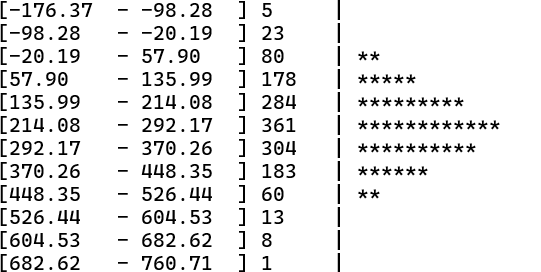 [-176.37  - -98.28  ] 5     |
[-98.28   - -20.19  ] 23    |
[-20.19   - 57.90   ] 80    | **
[57.90    - 135.99  ] 178   | *****
[135.99   - 214.08  ] 284   | *********
[214.08   - 292.17  ] 361   | ************
[292.17   - 370.26  ] 304   | **********
[370.26   - 448.35  ] 183   | ******
[448.35   - 526.44  ] 60    | **
[526.44   - 604.53  ] 13    |
[604.53   - 682.62  ] 8     |
[682.62   - 760.71  ] 1     |